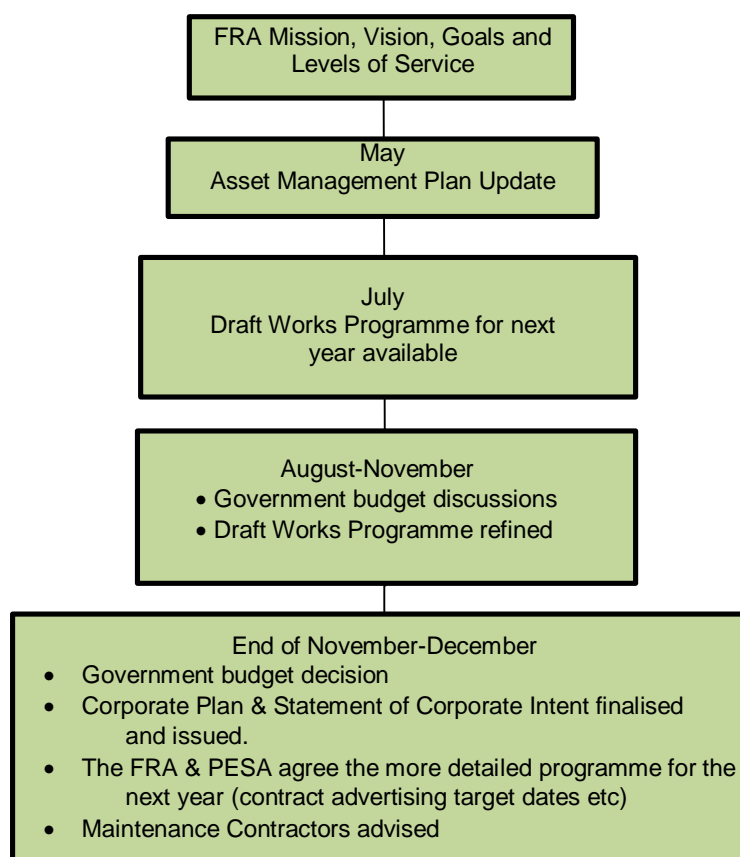 FRA Mission, Vision, Goals and
Levels of Service
May
Asset Management Plan Update
July
Draft Works Programme for next
year available
August-November
• Government budget discussions
• Draft Works Programme refined
End of November-December
• Government budget decision
• Corporate Plan & Statement of Corporate Intent finalised
and issued.
• The FRA & PESA agree the more detailed programme for the
next year (contract advertising target dates etc)
• Maintenance Contractors advised